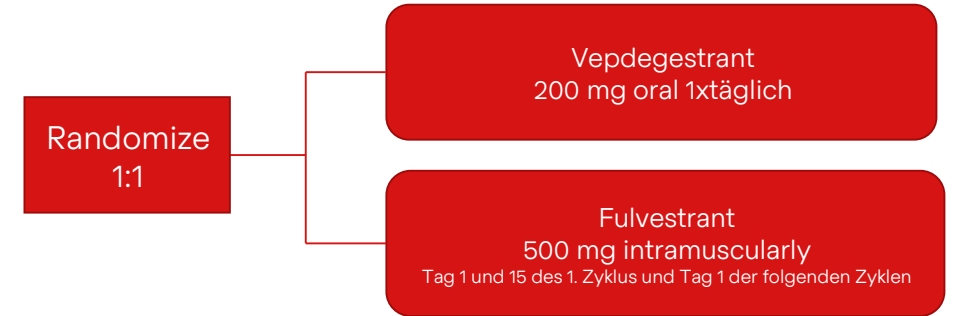 Randomize
1:1
Vepdegestrant
200 mg oral 1xtäglich
Fulvestrant
500 mg intramuscularly
Tag 1 und 15 des 1. Zyklus und Tag 1 der folgenden Zyklen